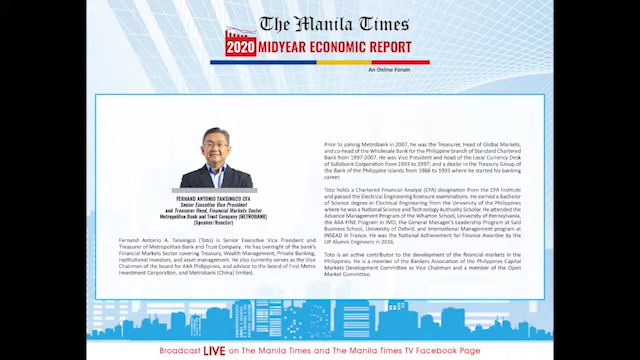 The Manila Times
2020 MIDYEAR ECONOMIC REPORT
An Online Forum
FERNAND ANTONIO TANSINGCO CFA
Senior Executive Vice President
and Treasurer Head, Financial Markets Sector
Metropolitan Bank and Trust Company (METROBANK)
(Speaker/Reactor)
Fernand Antonio A. Tansingco (Toto) is Senior Executive Vice President and
Treasurer of Metropolitan Bank and Trust Company. He has oversight of the bank's
Financial Markets Sector covering Treasury, Wealth Management, Private Banking,
Institutional Investors, and asset management. He also currently serves as the Vice
Chairman of the board for AXA Philippines, and advisor to the board of First Metro
Investment Corporation, and Metrobank (China) Limited.
Prior to joining Metrobank in 2007, he was the Treasurer, Head of Global Markets,
and co-head of the Wholesale Bank for the Philippine branch of Standard Chartered
Bank from 1997-2007. He was Vice President and head of the Local Currency Desk
of Solidbank Corporation from 1993 to 1997; and a dealer in the Treasury Group of
the Bank of the Philippine Islands from 1988 to 1993 where he started his banking
career.
Toto holds a Chartered Financial Analyst (CFA) designation from the CFA Institute
and passed the Electrical Engineering licensure examinations. He earned a Bachelor
of Science degree in Electrical Engineering from the University of the Philippines
where he was a National Science and Technology Authority Scholar. He attended the
Advance Management Program of the Wharton School, University of Pennsylvania,
the AXA FINE Program in IMD, the General Manager's Leadership Program at Said
Business School, University of Oxford, and International Management program at
INSEAD in France. He was the National Achievement for Finance Awardee by the
UP Alumni Engineers in 2016.
Toto is an active contributor to the development of the financial markets in the
Philippines. He is a member of the Bankers Association of the Philippines Capital
Markets Development Committee as Vice Chairman and a member of the Open
Market Committee.
Broadcast LIVE on The Manila Times and The Manila Times TV Facebook Page